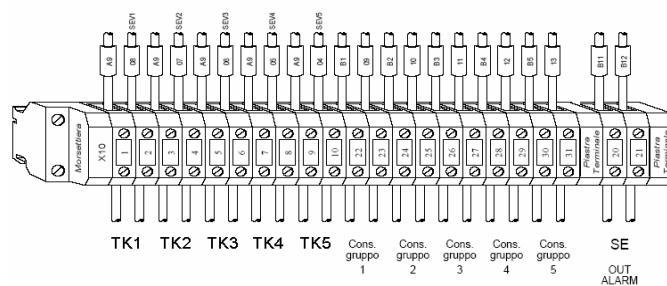 SEV1 SEV2 SEV3 SEV4 SEV5
A9 08 A9 07 A9 06 A9 05 A9 04 B1 09 B2 10 B3 11 B4 12 B5 13 B11 B12
Morsettiera X10 1 2 3 4 5 6 7 8 9 10 22 23 24 25 26 27 28 29 30 31 Piastra Terminale 20 21 Piastra Terminale
TK1 TK2 TK3 TK4 TK5
Cons. Cons. Cons. Cons. Cons. SE
gruppo gruppo gruppo gruppo gruppo
1 2 3 4 5 OUT
ALARM